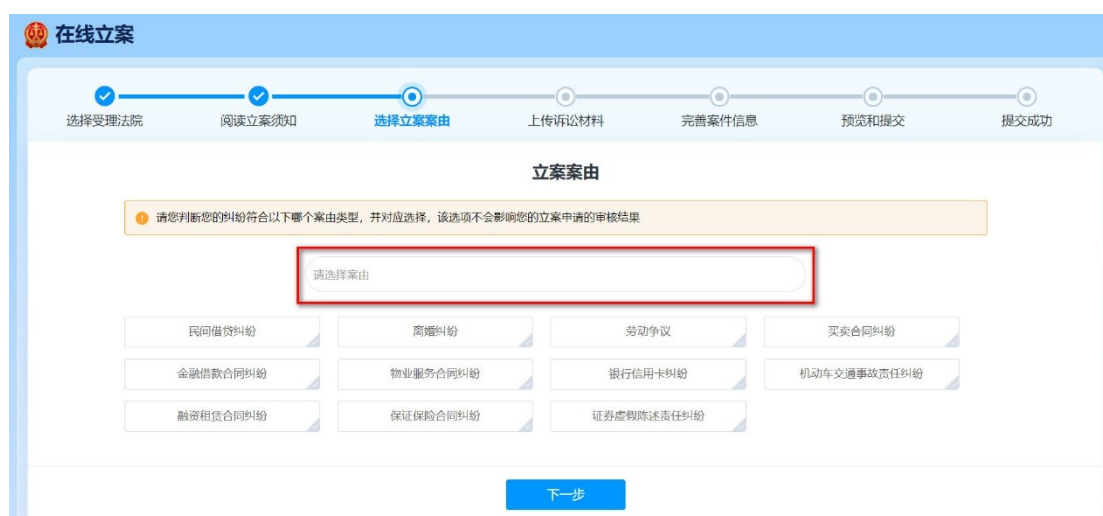 在线立案
选择受理法院 阅读立案须知 选择立案案由 上传诉讼材料 完善案件信息 预览和提交 提交成功
立案案由
请您判断您的纠纷符合以下哪个案由类型，并对应选择，该选项不会影响您的立案申请的审核结果
请选择案由
民间借贷纠纷 离婚纠纷 劳动争议 买卖合同纠纷
金融借款合同纠纷 物业服务合同纠纷 银行信用卡纠纷 机动车交通事故责任纠纷
融资租赁合同纠纷 保证保险合同纠纷 证券虚假陈述责任纠纷
下一步